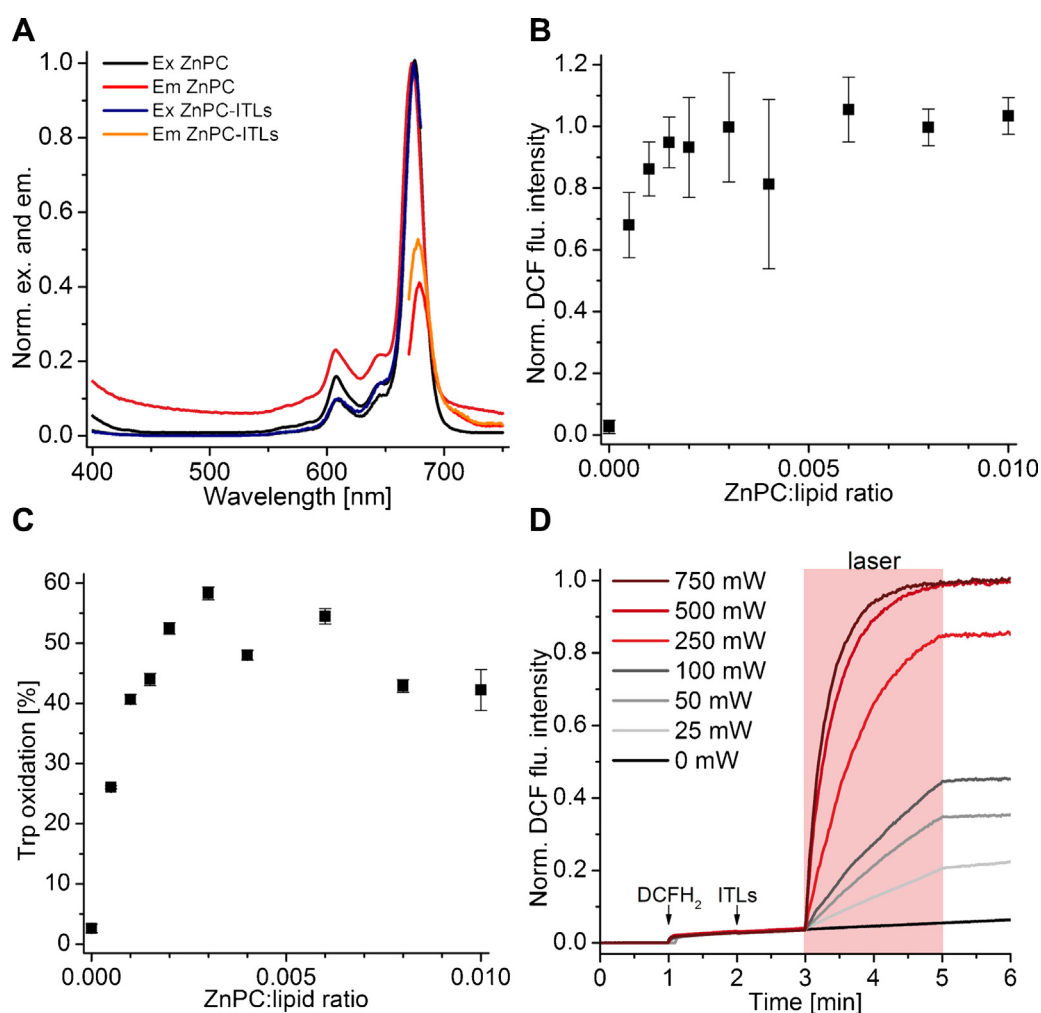 A
Ex ZnPC
Em ZnPC
Ex ZnPC-ITLs
Em ZnPC-ITLs
Norm. ex. and em.
1.0
0.8
0.6
0.4
0.2
0.0
400 500 600 700
Wavelength [nm]
B
Norm. DCF flu. intensity
1.2
1.0
0.8
0.6
0.4
0.2
0.0
0.000 0.005 0.010
ZnPC:lipid ratio
C
Trp oxidation [%]
60
50
40
30
20
10
0
0.000 0.005 0.010
ZnPC:lipid ratio
D
laser
750 mW
500 mW
250 mW
100 mW
50 mW
25 mW
0 mW
DCFH2 ITLs
Norm. DCF flu. intensity
1.0
0.8
0.6
0.4
0.2
0.0
0 1 2 3 4 5 6
Time [min]